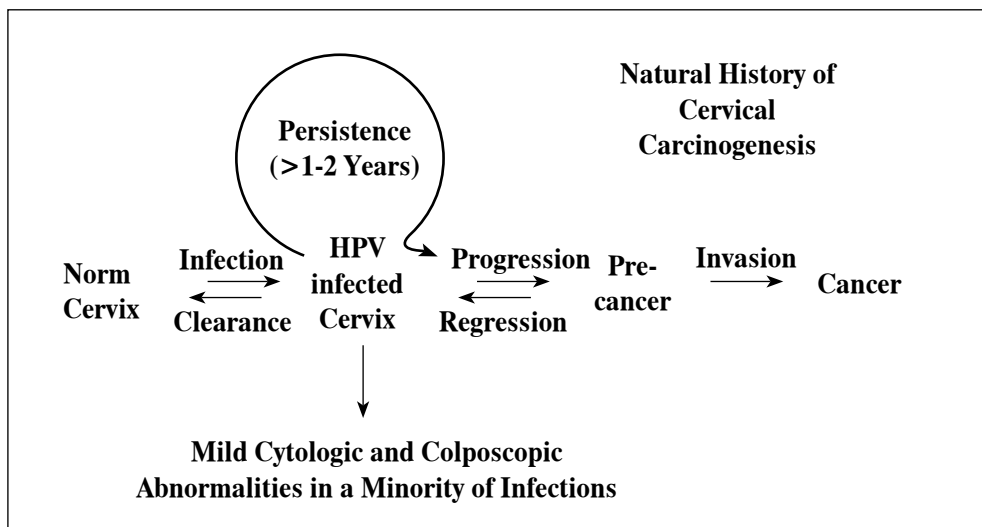 Natural History of
Cervical
Carcinogenesis
Persistence
(>1-2 Years)
Norm
Cervix
Infection
Clearance
HPV
infected
Cervix
Progression
Regression
Pre-
cancer
Invasion
Cancer
Mild Cytologic and Colposcopic
Abnormalities in a Minority of Infections